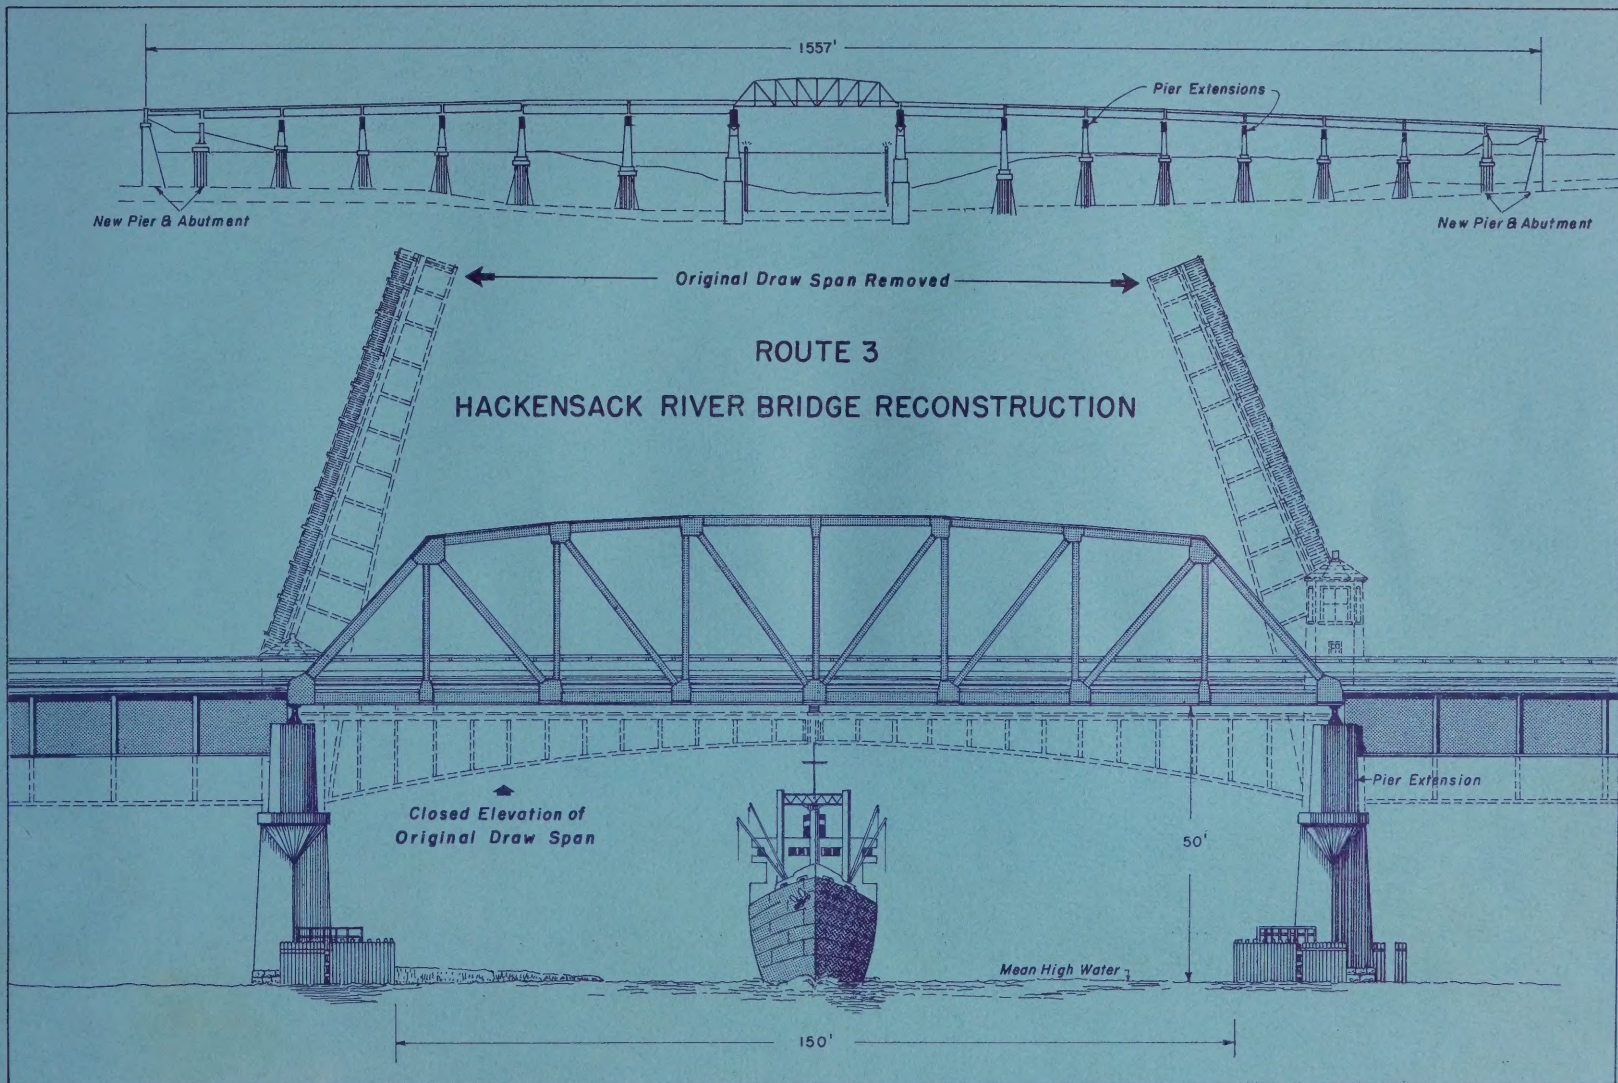 1557'
Pier Extensions
New Pier & Abutment
New Pier & Abutment
Original Draw Span Removed
ROUTE 3
HACKENSACK RIVER BRIDGE RECONSTRUCTION
Pier Extension
Closed Elevation of
Original Draw Span
50'
Mean High Water
150'